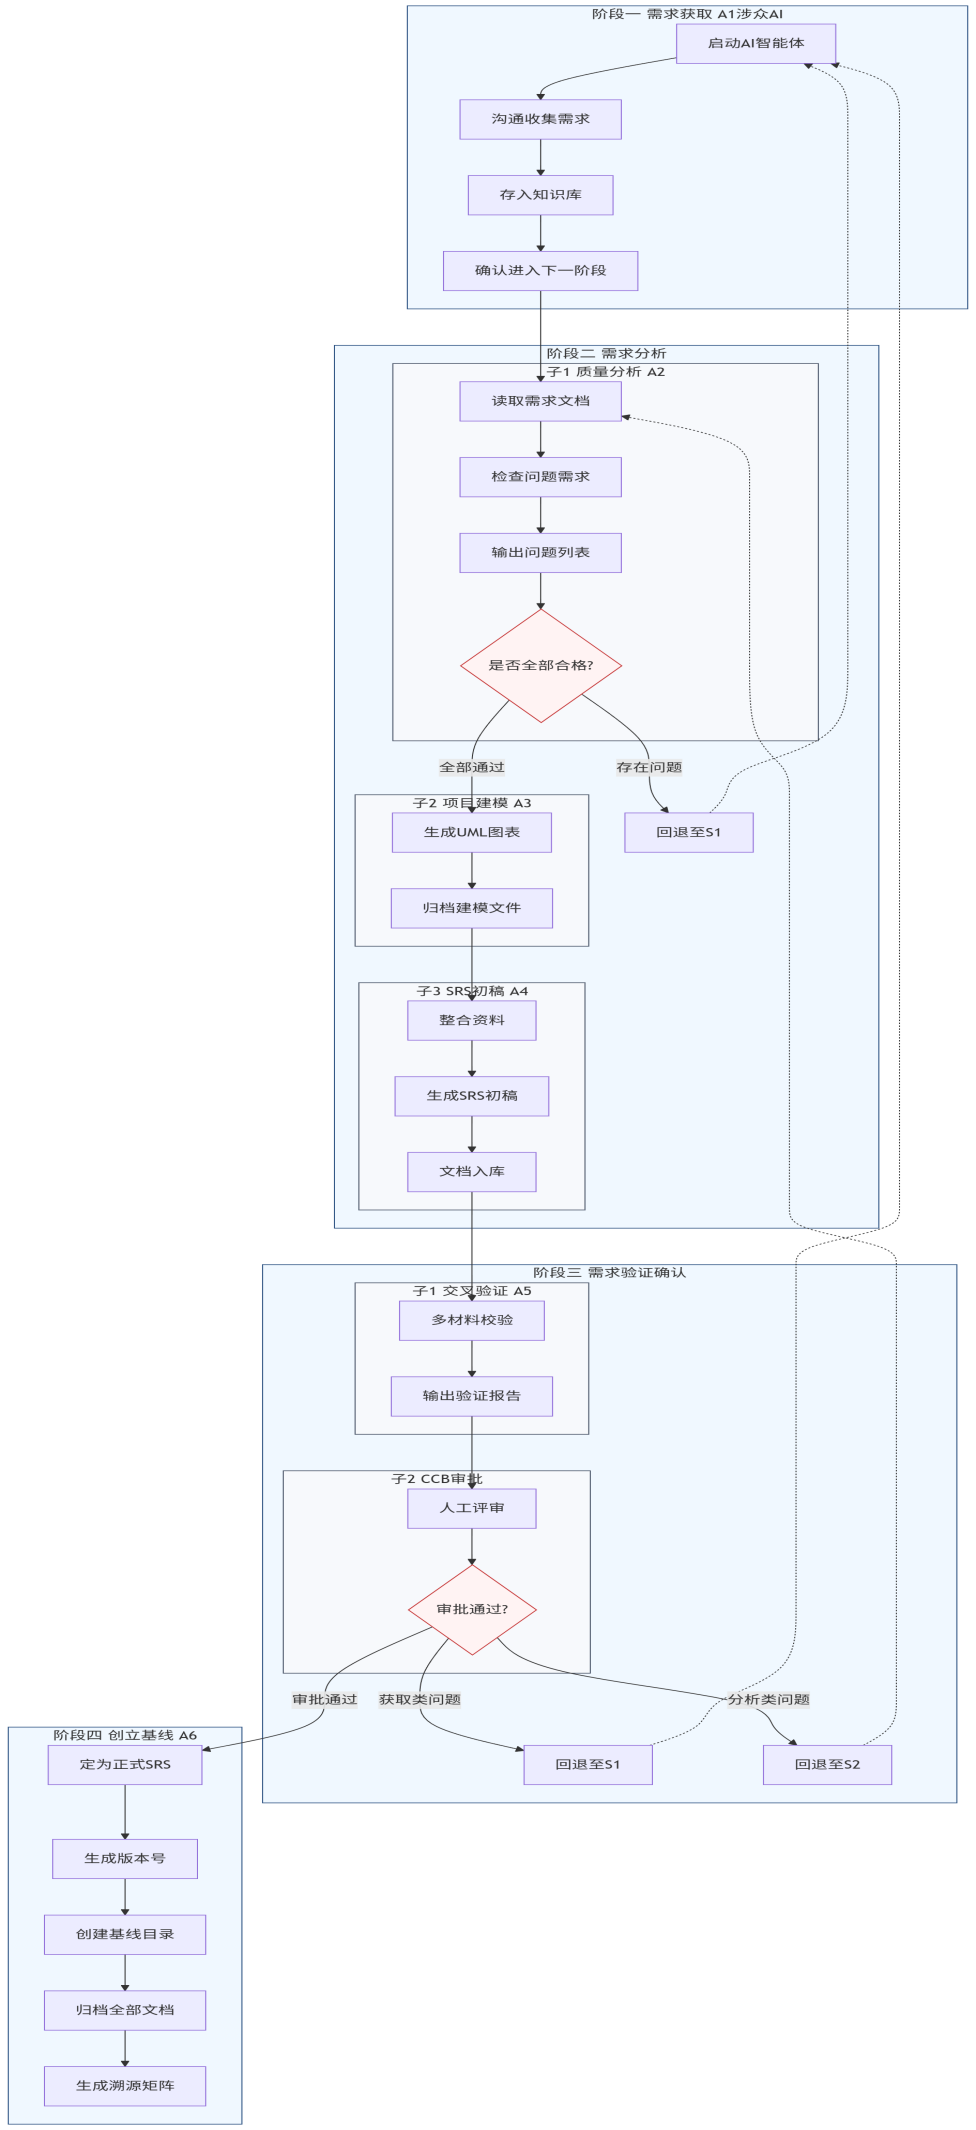 阶段一 需求获取 A1涉众AI
启动AI智能体
沟通收集需求
存入知识库
确认进入下一阶段
阶段二 需求分析
子1 质量分析 A2
读取需求文档
检查问题需求
输出问题列表
是否全部合格?
全部通过
存在问题
子2 项目建模 A3
生成UML图表
回退至S1
归档建模文件
子3 SRS初稿 A4
整合资料
生成SRS初稿
文档入库
阶段三 需求验证确认
子1 交叉验证 A5
多材料校验
输出验证报告
子2 CCB审批
人工评审
审批通过?
审批通过
获取类问题
分析类问题
回退至S1
回退至S2
阶段四 创立基线 A6
定为正式SRS
生成版本号
创建基线目录
归档全部文档
生成溯源矩阵